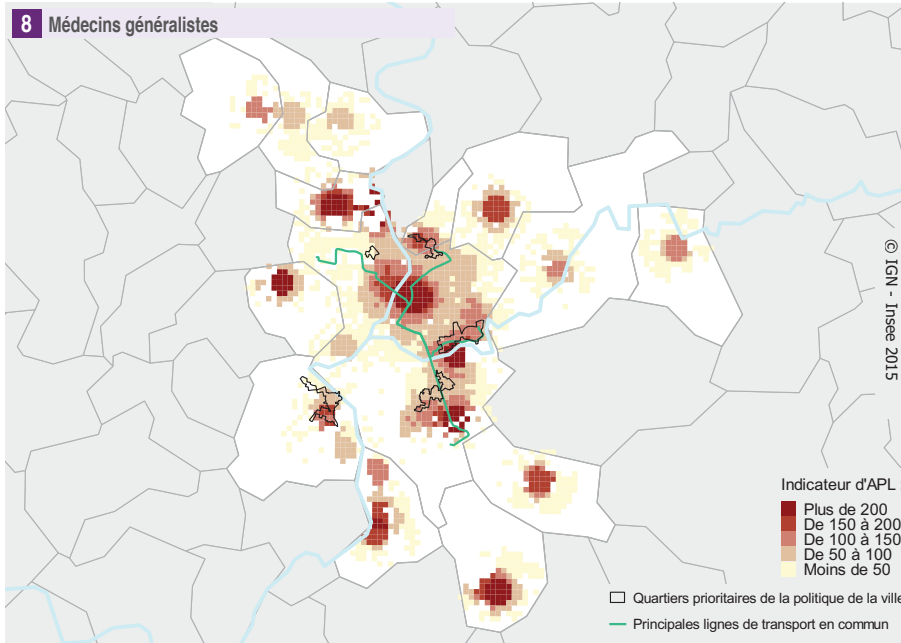 8 Médecins généralistes
© IGN - Insee 2015
Indicateur d'APL :
Plus de 200
De 150 à 200
De 100 à 150
De 50 à 100
Moins de 50
Quartiers prioritaires de la politique de la ville
Principales lignes de transport en commun